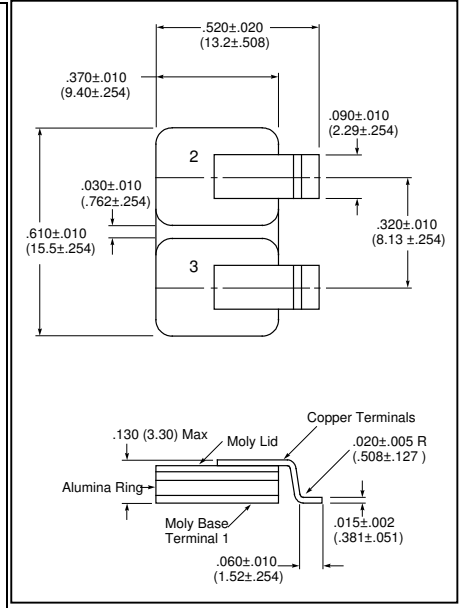 .520±.020
(13.2±.508)
.370±.010
(9.40±.254)
.090±.010
(2.29±.254)
2
.030±.010
(.762±.254)
.320±.010
(8.13 ±.254)
.610±.010
(15.5±.254)
3
Copper Terminals
.130 (3.30) Max
Moly Lid
.020±.005 R
(.508±.127 )
Alumina Ring
Moly Base
Terminal 1
.015±.002
(.381±.051)
.060±.010
(1.52±.254)